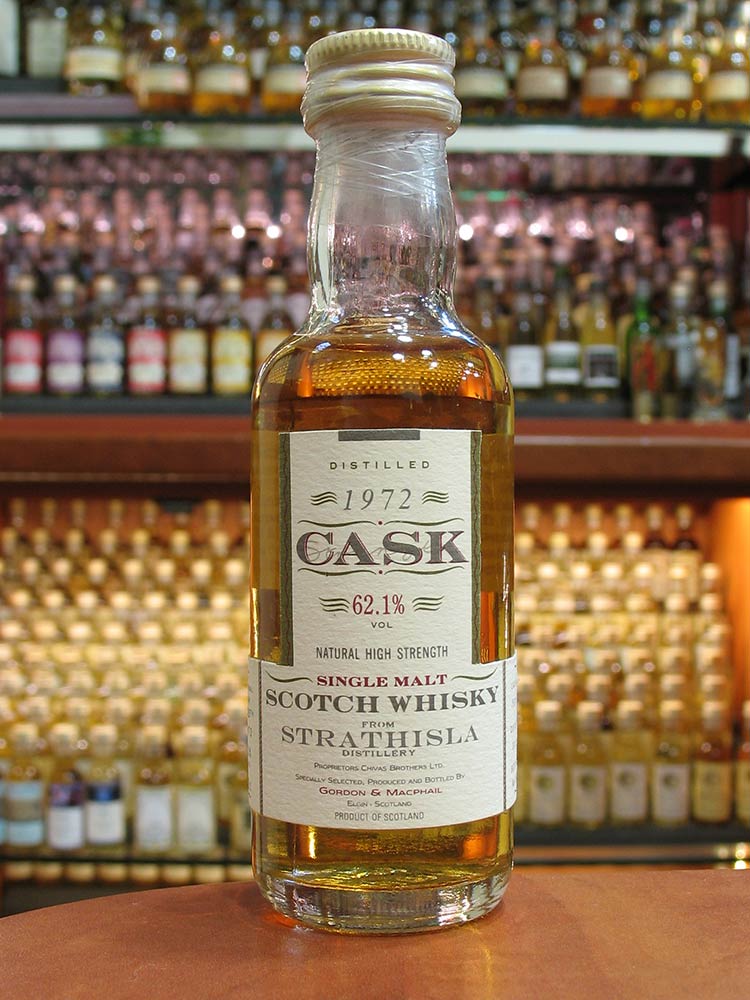 DISTILLED
1972
CASK
62.1%
VOL
NATURAL HIGH STRENGTH
SINGLE MALT
SCOTCH WHISKY
FROM
STRATHISLA
DISTILLERY
PROPRIETORS CHIVAS BROTHERS LTD.
SPECIALLY SELECTED, PRODUCED AND BOTTLED BY
GORDON & MACPHAIL
ELGIN · SCOTLAND
PRODUCT OF SCOTLAND